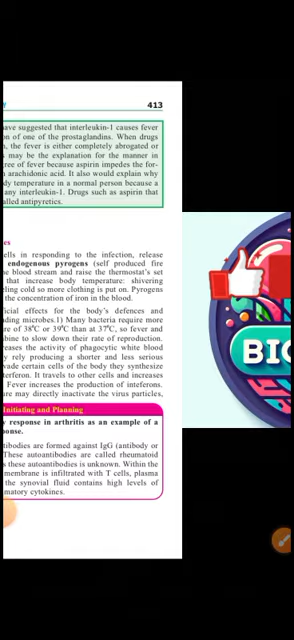 413
have suggested that interleukin-1 causes fever
on of one of the prostaglandins. When drugs
n, the fever is either completely abrogated or
s may be the explanation for the manner in
gree of fever because aspirin impedes the for-
n arachidonic acid. It also would explain why
dy temperature in a normal person because a
any interleukin-1. Drugs such as aspirin that
alled antipyretics.
es
cells in responding to the infection, release
endogenous pyrogens (self produced fire
e blood stream and raise the thermostat's set
that increase body temperature: shivering
eling cold so more clothing is put on. Pyrogens
the concentration of iron in the blood.
ficial effects for the body's defences and
ding microbes.1) Many bacteria require more
re of 38⁰C or 39⁰C than at 37⁰C, so fever and
bine to slow down their rate of reproduction.
reases the activity of phagocytic white blood
y rely producing a shorter and less serious
vade certain cells of the body they synthesize
terferon. It travels to other cells and increases
Fever increases the production of inteferons.
are may directly inactivate the virus particles,
Initiating and Planning
y response in arthritis as an example of a
onse.
tibodies are formed against IgG (antibody or
These autoantibodies are called rheumatoid
s these autoantibodies is unknown. Within the
membrane is infiltrated with T cells, plasma
the synovial fluid contains high levels of
matory cytokines.
BIO